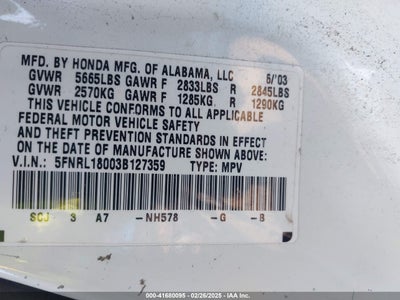 MFD. BY HONDA MFG. OF ALABAMA, LLC 6/'03
GVWR 5665LBS GAWR F 2833LBS R 2845LBS
GVWR 2570KG GAWR F 1285KG R 1290KG
THIS VEHICLE CONFORMS TO ALL APPLICABLE
FEDERAL MOTOR VEHICLE SAFETY
AND THEFT PREVENTION STANDARDS IN EFFECT
ON THE DATE OF MANUFACTURE SHOWN ABOVE.
V.I.N.: 5FNRL18003B127359 TYPE: MPV
SCJ 3 A7 -NH578 -G -B
000-41680095 - 02/26/2025 - IAAI.COM